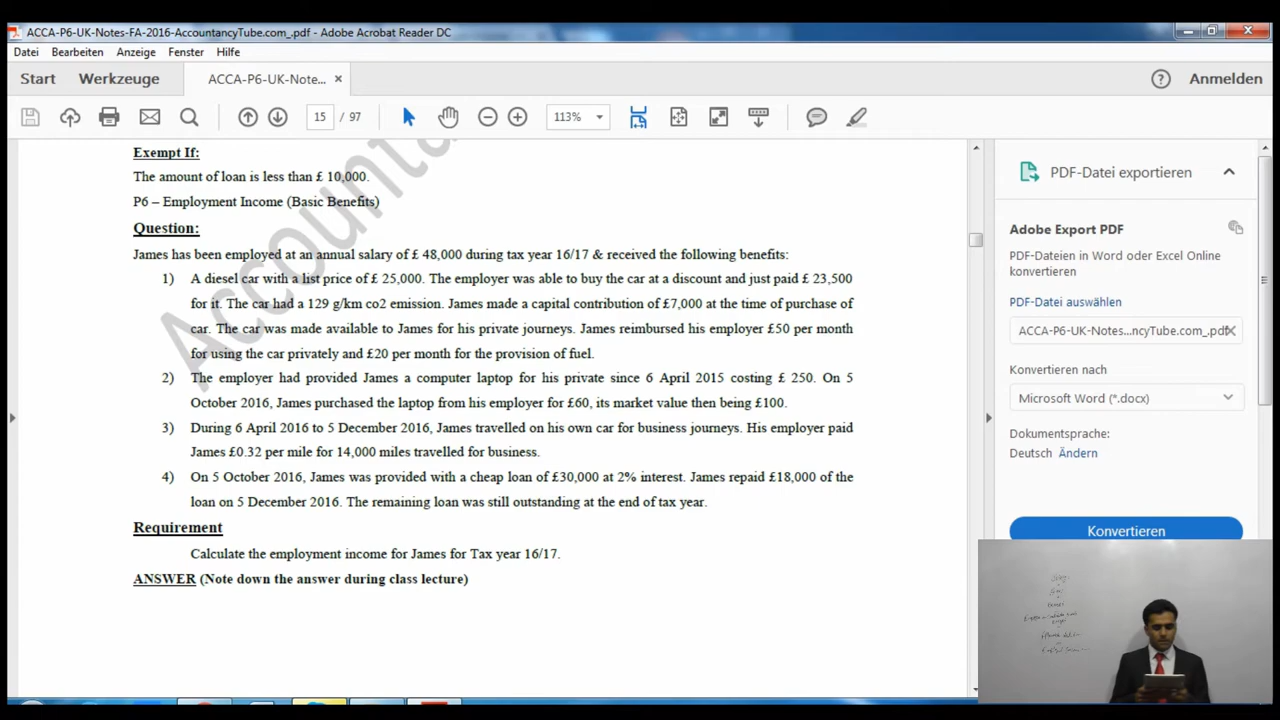 ACCA-P6-UK-Notes-FA-2016-AccountancyTube.com_.pdf - Adobe Acrobat Reader DC
Datei Bearbeiten Anzeige Fenster Hilfe
Start Werkzeuge ACCA-P6-UK-Note... × ? Anmelden
15 / 97 113%
Accounta
Exempt If:
The amount of loan is less than £ 10,000.
P6 – Employment Income (Basic Benefits)
Question:
James has been employed at an annual salary of £ 48,000 during tax year 16/17 & received the following benefits:
1) A diesel car with a list price of £ 25,000. The employer was able to buy the car at a discount and just paid £ 23,500
for it. The car had a 129 g/km co2 emission. James made a capital contribution of £7,000 at the time of purchase of
car. The car was made available to James for his private journeys. James reimbursed his employer £50 per month
for using the car privately and £20 per month for the provision of fuel.
2) The employer had provided James a computer laptop for his private since 6 April 2015 costing £ 250. On 5
October 2016, James purchased the laptop from his employer for £60, its market value then being £100.
3) During 6 April 2016 to 5 December 2016, James travelled on his own car for business journeys. His employer paid
James £0.32 per mile for 14,000 miles travelled for business.
4) On 5 October 2016, James was provided with a cheap loan of £30,000 at 2% interest. James repaid £18,000 of the
loan on 5 December 2016. The remaining loan was still outstanding at the end of tax year.
Requirement
Calculate the employment income for James for Tax year 16/17.
ANSWER (Note down the answer during class lecture)
PDF-Datei exportieren
Adobe Export PDF
PDF-Dateien in Word oder Excel Online
konvertieren
PDF-Datei auswählen
ACCA-P6-UK-Notes...ncyTube.com_.pdf
Konvertieren nach
Microsoft Word (*.docx)
Dokumentsprache:
Deutsch Ändern
Konvertieren